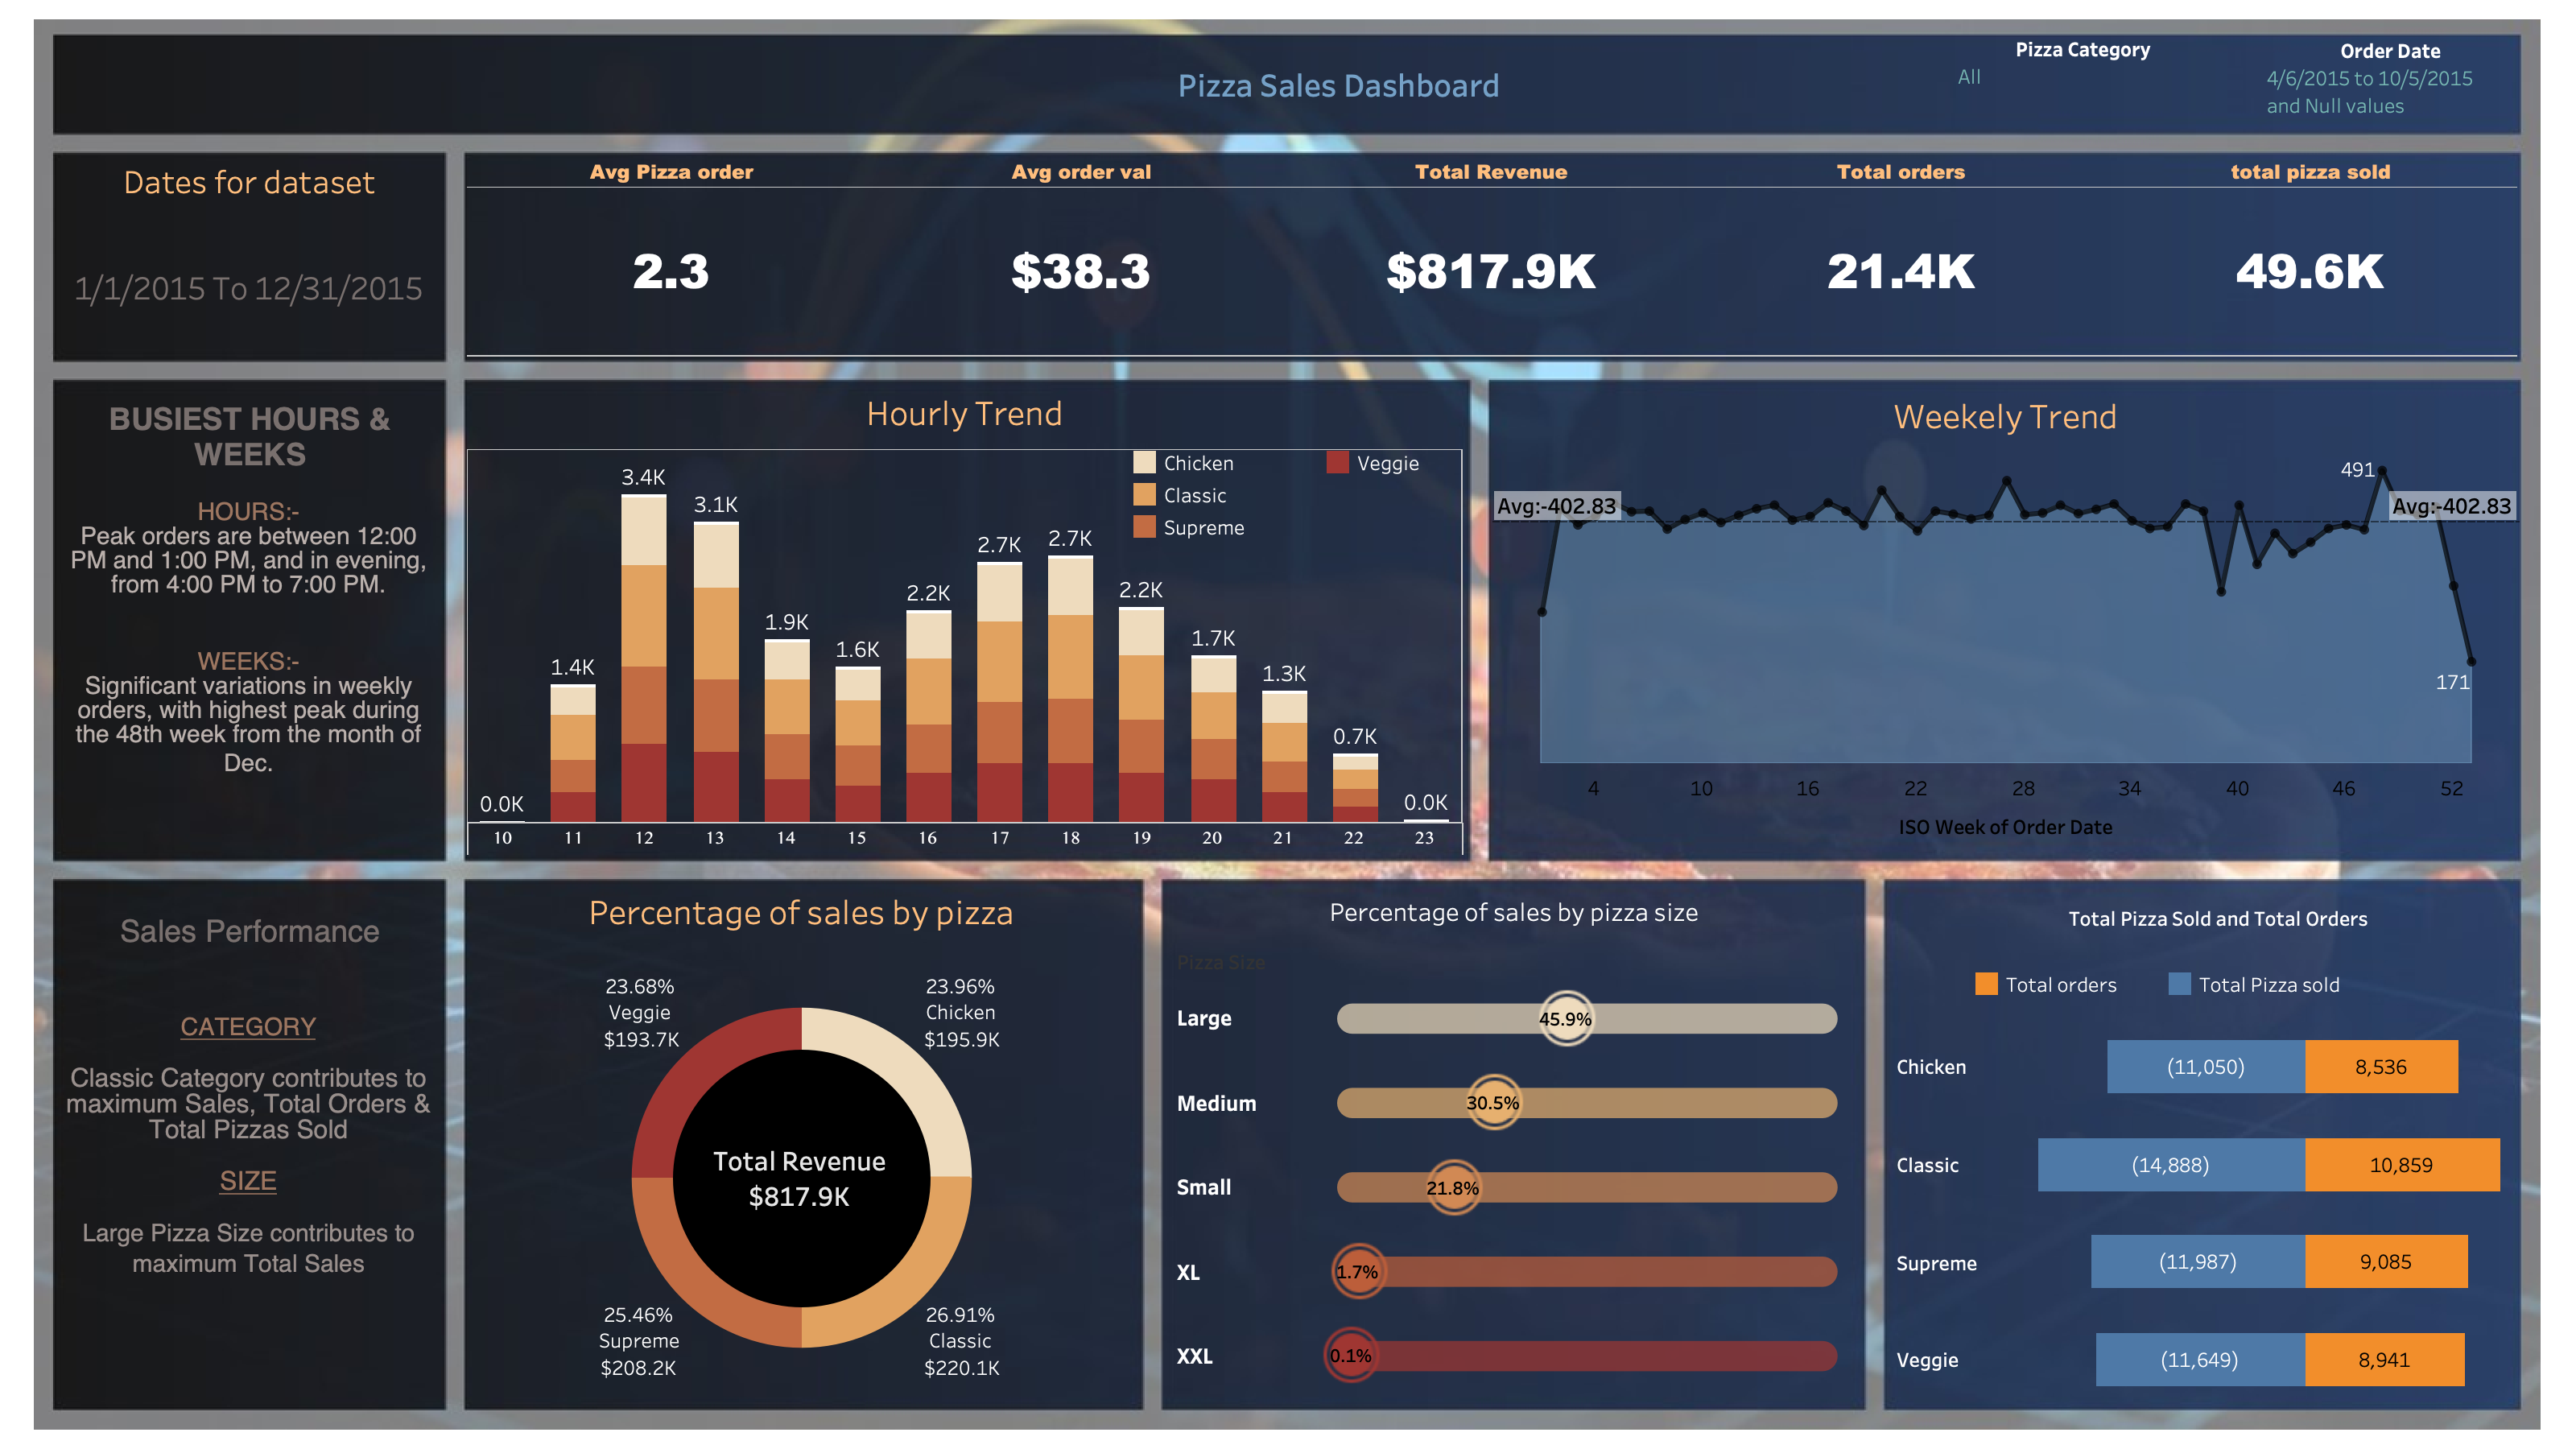 Pizza Sales Dashboard
Pizza Category
All
Order Date
4/6/2015 to 10/5/2015
and Null values
Dates for dataset
1/1/2015 To 12/31/2015
Avg Pizza order
Avg order val
Total Revenue
Total orders
total pizza sold
2.3
$38.3
$817.9K
21.4K
49.6K
BUSIEST HOURS &
WEEKS
HOURS:-
Peak orders are between 12:00
PM and 1:00 PM, and in evening,
from 4:00 PM to 7:00 PM.
WEEKS:-
Significant variations in weekly
orders, with highest peak during
the 48th week from the month of
Dec.
Hourly Trend
Chicken
Veggie
Classic
Supreme
0.0K
1.4K
3.4K
3.1K
1.9K
1.6K
2.2K
2.7K
2.7K
2.2K
1.7K
1.3K
0.7K
0.0K
10
11
12
13
14
15
16
17
18
19
20
21
22
23
Weekely Trend
Avg:-402.83
491
Avg:-402.83
171
4
10
16
22
28
34
40
46
52
ISO Week of Order Date
Sales Performance
CATEGORY
Classic Category contributes to
maximum Sales, Total Orders &
Total Pizzas Sold
SIZE
Large Pizza Size contributes to
maximum Total Sales
Percentage of sales by pizza
23.68%
Veggie
$193.7K
23.96%
Chicken
$195.9K
Total Revenue
$817.9K
25.46%
Supreme
$208.2K
26.91%
Classic
$220.1K
Percentage of sales by pizza size
Pizza Size
Large
45.9%
Medium
30.5%
Small
21.8%
XL
1.7%
XXL
0.1%
Total Pizza Sold and Total Orders
Total orders
Total Pizza sold
Chicken
(11,050)
8,536
Classic
(14,888)
10,859
Supreme
(11,987)
9,085
Veggie
(11,649)
8,941